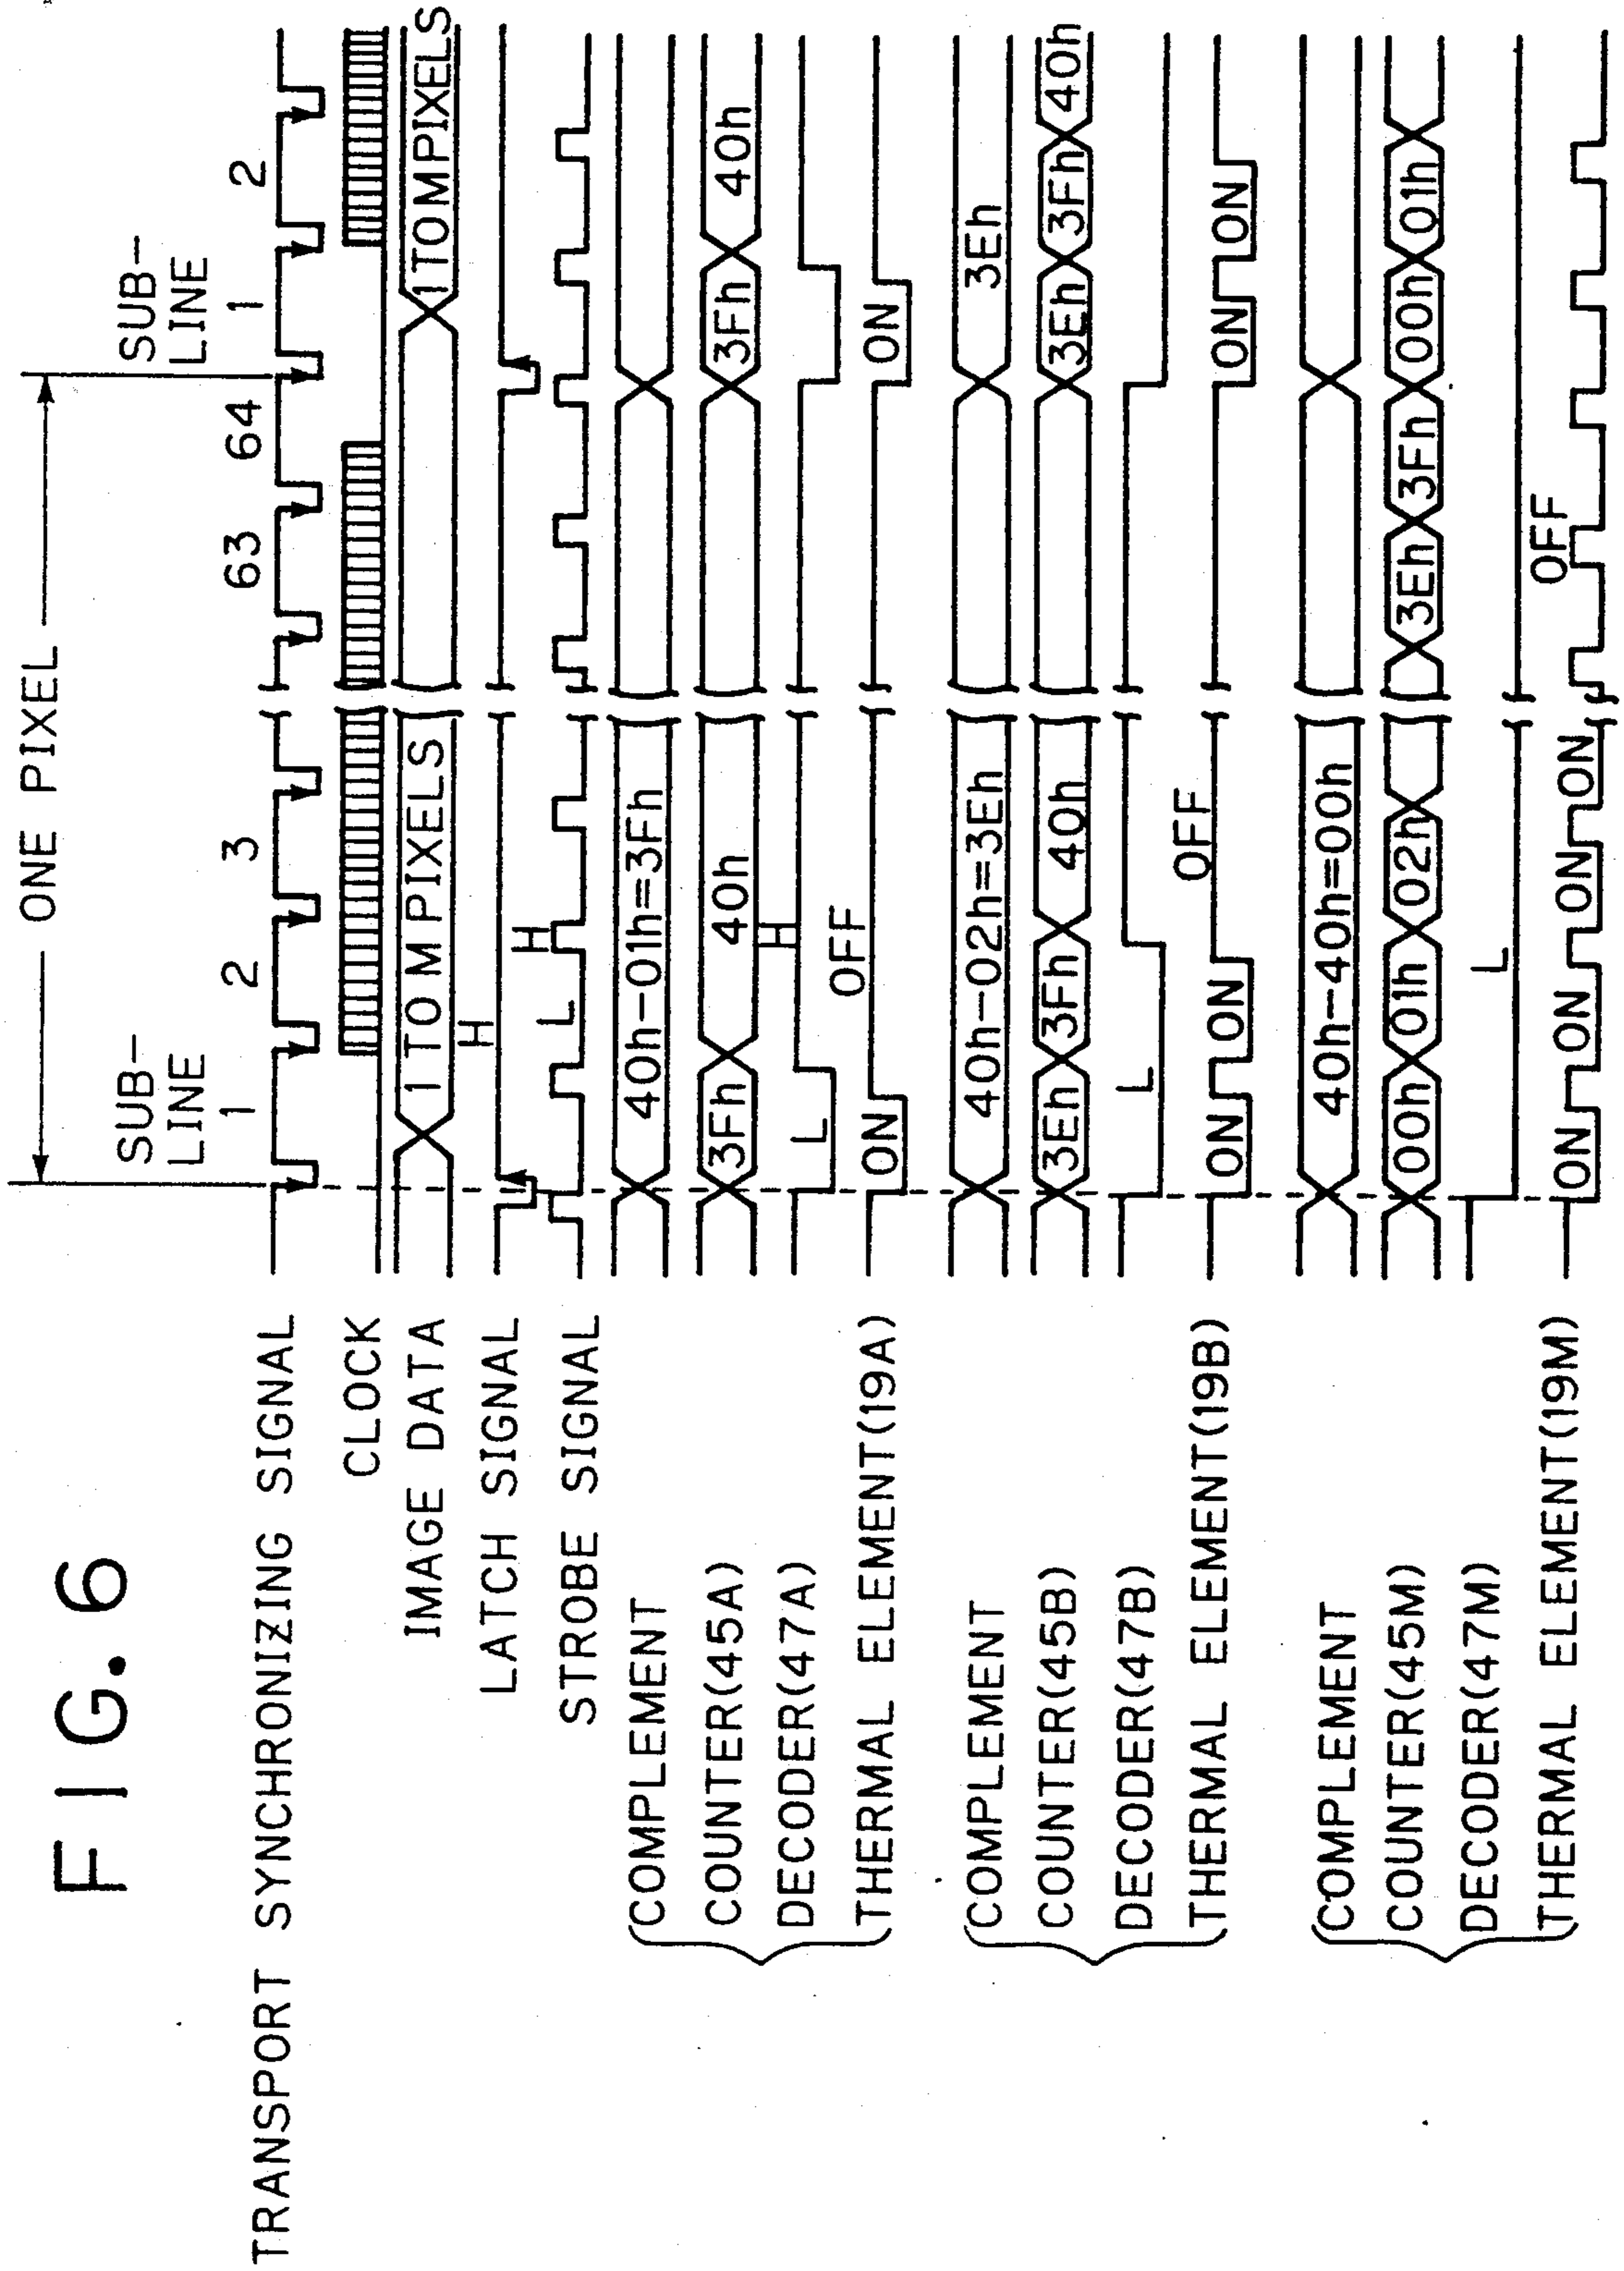 FIG. 6
ONE PIXEL
SUB-LINE
SUB-LINE
1 2 3 63 64 1 2
TRANSPORT SYNCHRONIZING SIGNAL
CLOCK
IMAGE DATA 1 TO M PIXELS 1 TO M PIXELS
LATCH SIGNAL H
STROBE SIGNAL L H
COMPLEMENT 40h-01h=3Fh
COUNTER(45A) 3Fh 40h 3Fh 40h
DECODER(47A) L H
THERMAL ELEMENT(19A) ON OFF ON
COMPLEMENT 40h-02h=3Eh 3Eh
COUNTER(45B) 3Eh 3Fh 40h 3Eh 3Fh 40h
DECODER(47B) L
THERMAL ELEMENT(19B) ON ON OFF ON ON
COMPLEMENT 40h-40h=00h
COUNTER(45M) 00h 01h 02h 3Eh 3Fh 00h 01h
DECODER(47M) L
THERMAL ELEMENT(19M) ON ON ON ON OFF